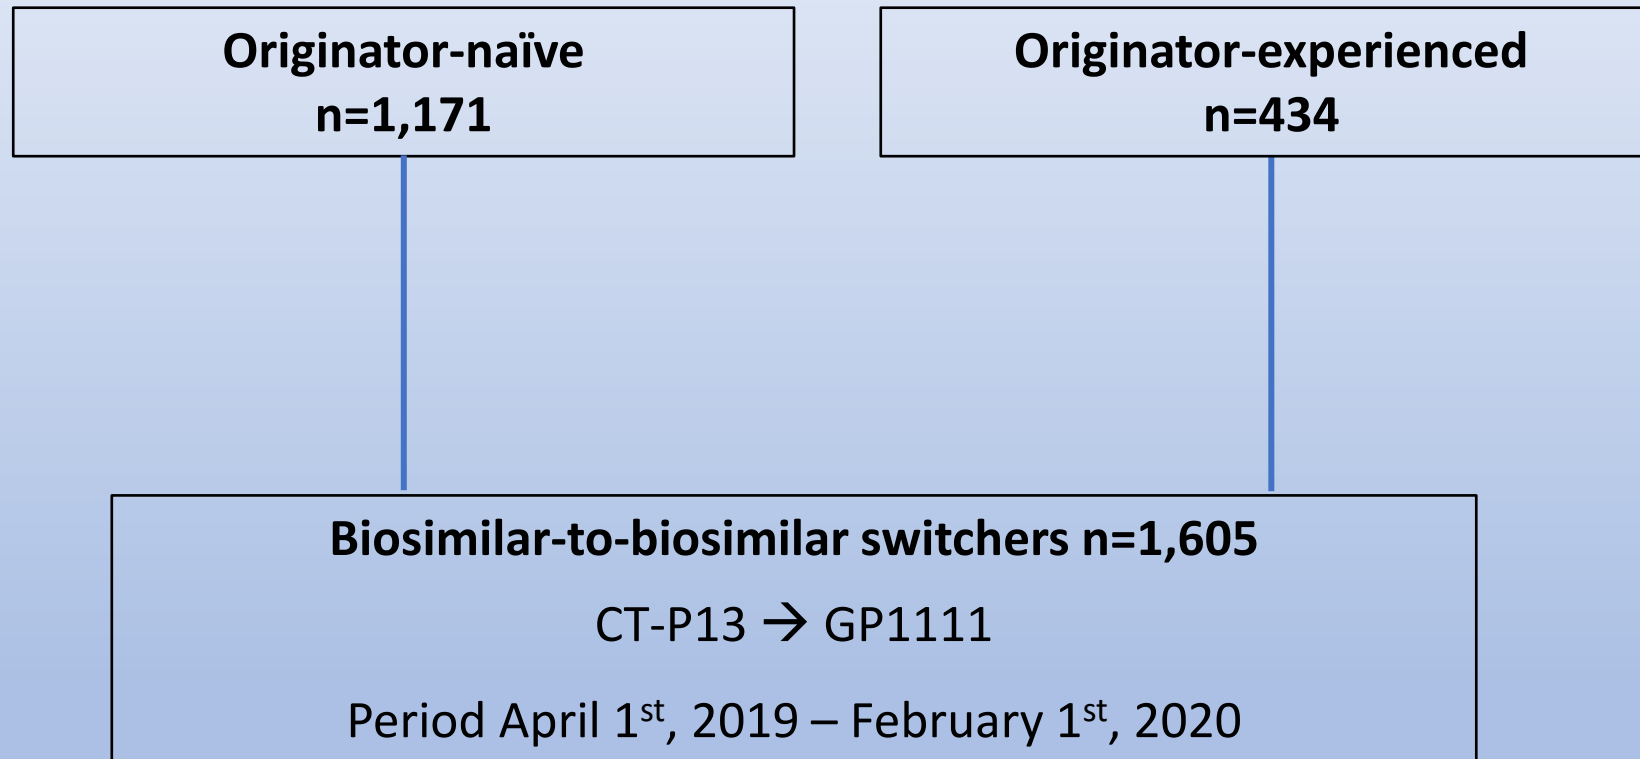 Originator-naïve
n=1,171
Originator-experienced
n=434
Biosimilar-to-biosimilar switchers n=1,605
CT-P13 → GP1111
Period April 1st, 2019 – February 1st, 2020